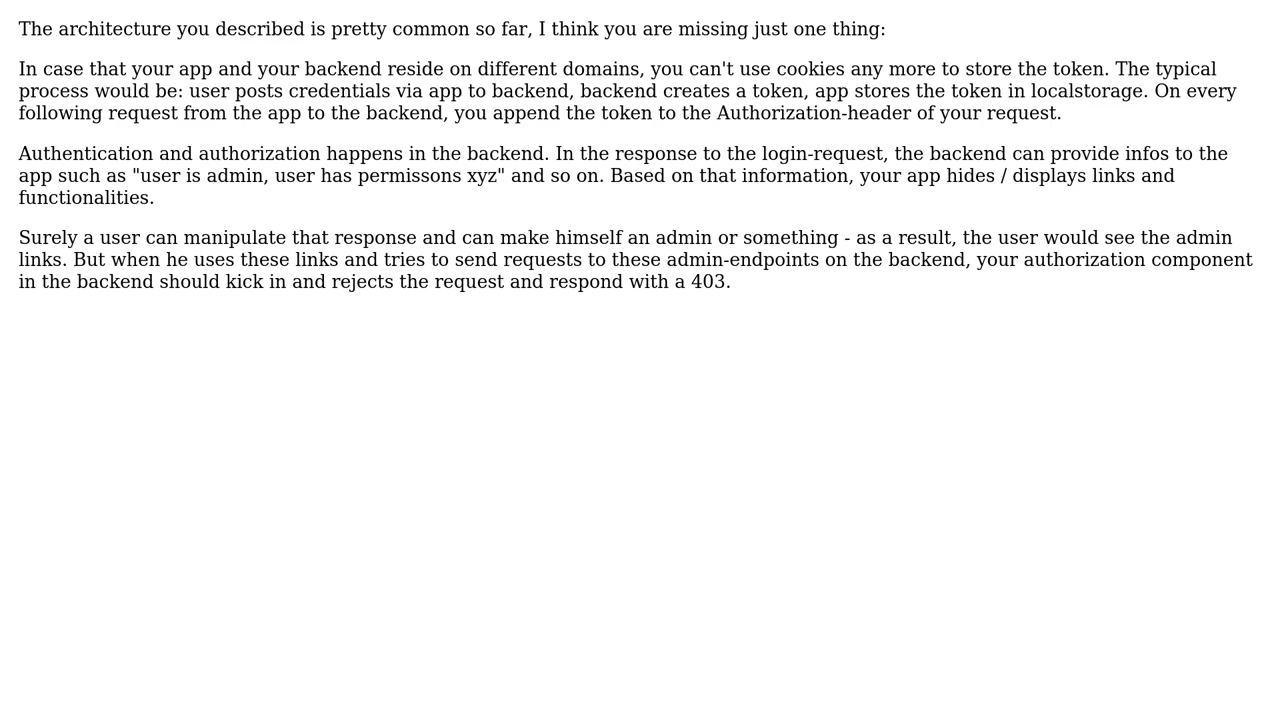 The architecture you described is pretty common so far, I think you are missing just one thing:
In case that your app and your backend reside on different domains, you can't use cookies any more to store the token. The typical
process would be: user posts credentials via app to backend, backend creates a token, app stores the token in localstorage. On every
following request from the app to the backend, you append the token to the Authorization-header of your request.
Authentication and authorization happens in the backend. In the response to the login-request, the backend can provide infos to the
app such as "user is admin, user has permissons xyz" and so on. Based on that information, your app hides / displays links and
functionalities.
Surely a user can manipulate that response and can make himself an admin or something - as a result, the user would see the admin
links. But when he uses these links and tries to send requests to these admin-endpoints on the backend, your authorization component
in the backend should kick in and rejects the request and respond with a 403.